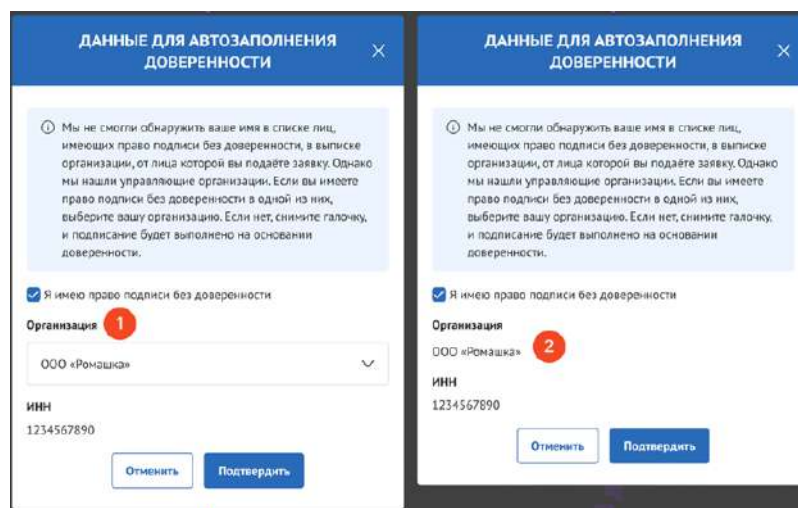 ДАННЫЕ ДЛЯ АВТОЗАПОЛНЕНИЯ
ДОВЕРЕННОСТИ
Мы не смогли обнаружить ваше имя в списке лиц,
имеющих право подписи без доверенности, в выписке
организации, от лица которой вы подаёте заявку. Однако
мы нашли управляющие организации. Если вы имеете
право подписи без доверенности в одной из них,
выберите вашу организацию. Если нет, снимите галочку,
и подписание будет выполнено на основании
доверенности.
Я имею право подписи без доверенности
Организация 1
ООО «Ромашка»
ИНН
1234567890
Отменить Подтвердить
ДАННЫЕ ДЛЯ АВТОЗАПОЛНЕНИЯ
ДОВЕРЕННОСТИ
Мы не смогли обнаружить ваше имя в списке лиц,
имеющих право подписи без доверенности, в выписке
организации, от лица которой вы подаёте заявку. Однако
мы нашли управляющие организации. Если вы имеете
право подписи без доверенности в одной из них,
выберите вашу организацию. Если нет, снимите галочку,
и подписание будет выполнено на основании
доверенности.
Я имею право подписи без доверенности
Организация
ООО «Ромашка» 2
ИНН
1234567890
Отменить Подтвердить